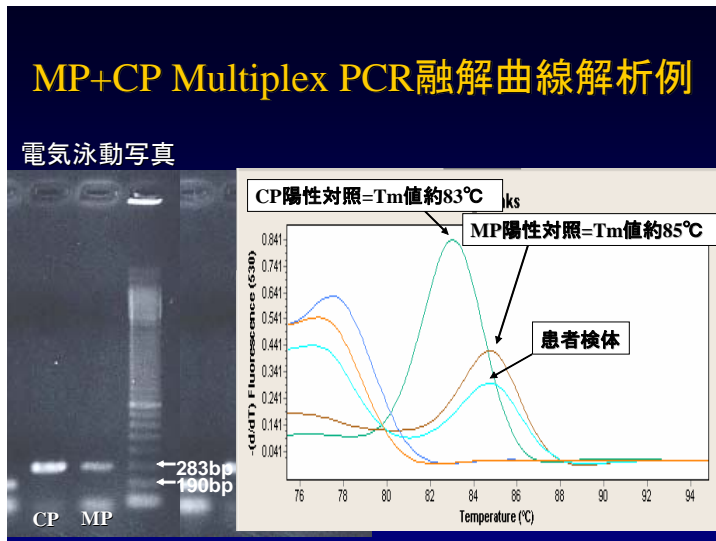 MP+CP Multiplex PCR融解曲線解析例
電気泳動写真
CP陽性対照=Tm値約83℃
MP陽性対照=Tm値約85℃
患者検体
-(d/dT) Fluorescence (530)
0.841
0.741
0.641
0.541
0.441
0.341
0.241
0.141
0.041
76 78 80 82 84 86 88 90 92 94
Temperature (°C)
283bp
190bp
CP MP